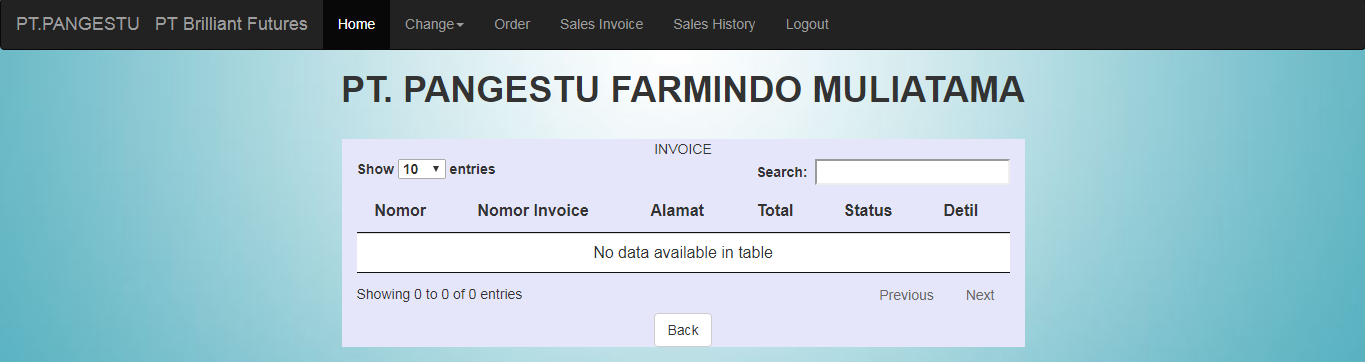 PT.PANGESTU PT Brilliant Futures Home Change Order Sales Invoice Sales History Logout
PT. PANGESTU FARMINDO MULIATAMA
INVOICE
Show 10 entries Search:
Nomor Nomor Invoice Alamat Total Status Detil
No data available in table
Showing 0 to 0 of 0 entries Previous Next
Back